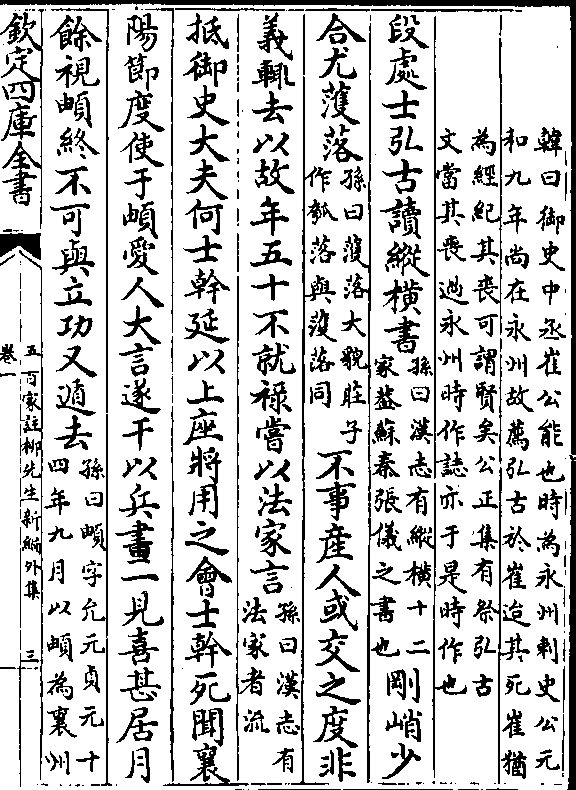 韓曰御史中丞崔公能也時為永州刺史公元
和九年尚在永州故薦弘古於崔迨其死崔猶
為經紀其喪可謂賢矣公正集有祭弘古
文當其喪過永州時作誌亦于是時作也
段處士弘古讀縱横書孫曰漢志有縱横十二家葢蘇秦張儀之書也剛峭少
合尤濩落孫曰濩落大貌莊子作瓠落與濩落同不事産人或交之度非
義輒去以故年五十不就禄嘗以法家言孫曰漢志有法家者流
抵御史大夫何士幹延以上座將用之會士幹死聞襄
陽節度使于頔愛人大言遂干以兵畫一見喜甚居月
餘視頔終不可與立功又遁去孫曰頔字允元貞元十四年九月以頔為襄州
欽定四庫全書
五百家註柳先生新編外集
卷一
三